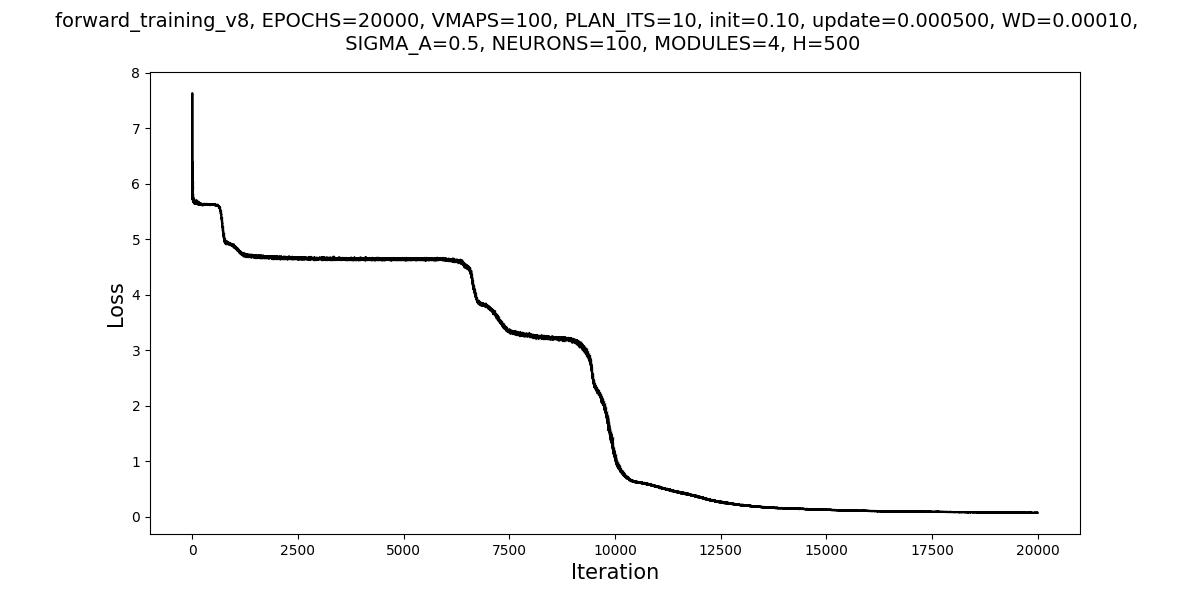 forward_training_v8, EPOCHS=20000, VMAPS=100, PLAN_ITS=10, init=0.10, update=0.000500, WD=0.00010,
SIGMA_A=0.5, NEURONS=100, MODULES=4, H=500
8
7
6
5
4
3
2
1
0
Loss
0 2500 5000 7500 10000 12500 15000 17500 20000
Iteration